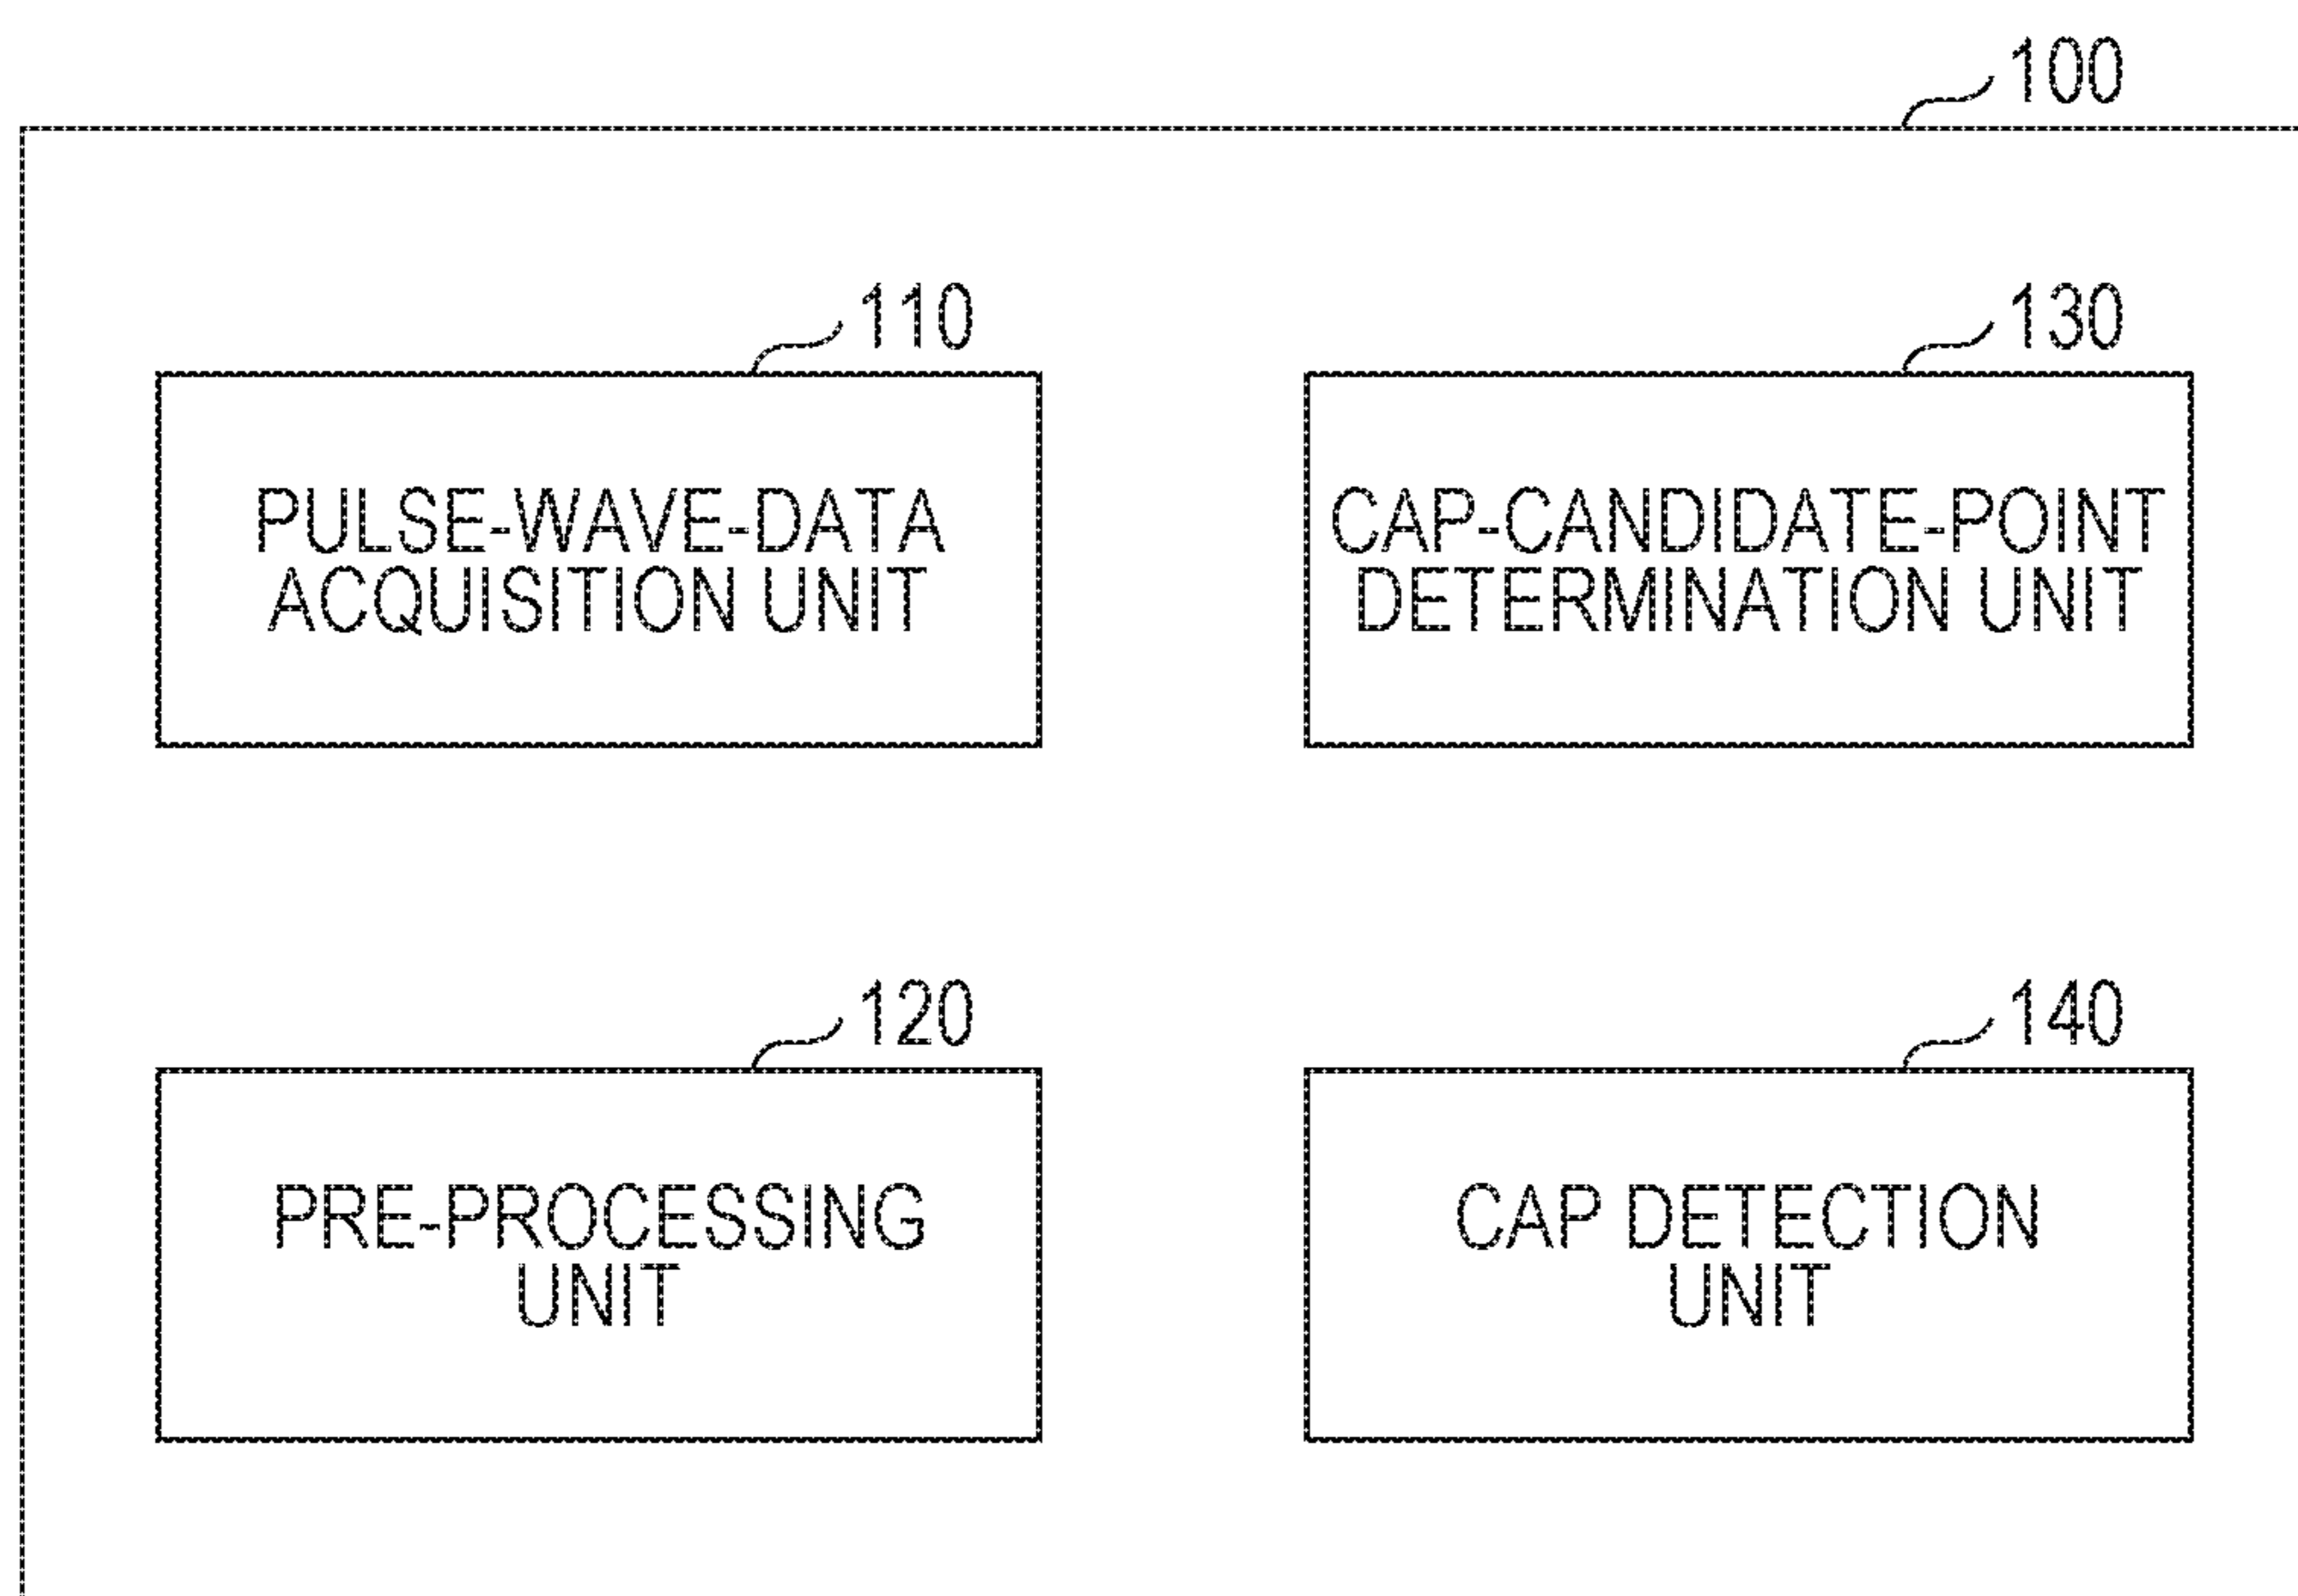 100
110
PULSE-WAVE-DATA
ACQUISITION UNIT
130
CAP-CANDIDATE-POINT
DETERMINATION UNIT
120
PRE-PROCESSING
UNIT
140
CAP DETECTION
UNIT